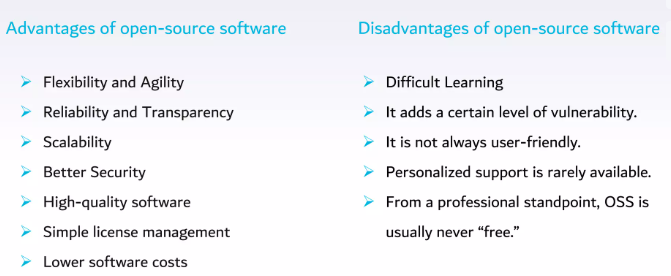 Advantages of open-source software
Flexibility and Agility
Reliability and Transparency
Scalability
Better Security
High-quality software
Simple license management
Lower software costs
Disadvantages of open-source software
Difficult Learning
It adds a certain level of vulnerability.
It is not always user-friendly.
Personalized support is rarely available.
From a professional standpoint, OSS is
usually never “free.”